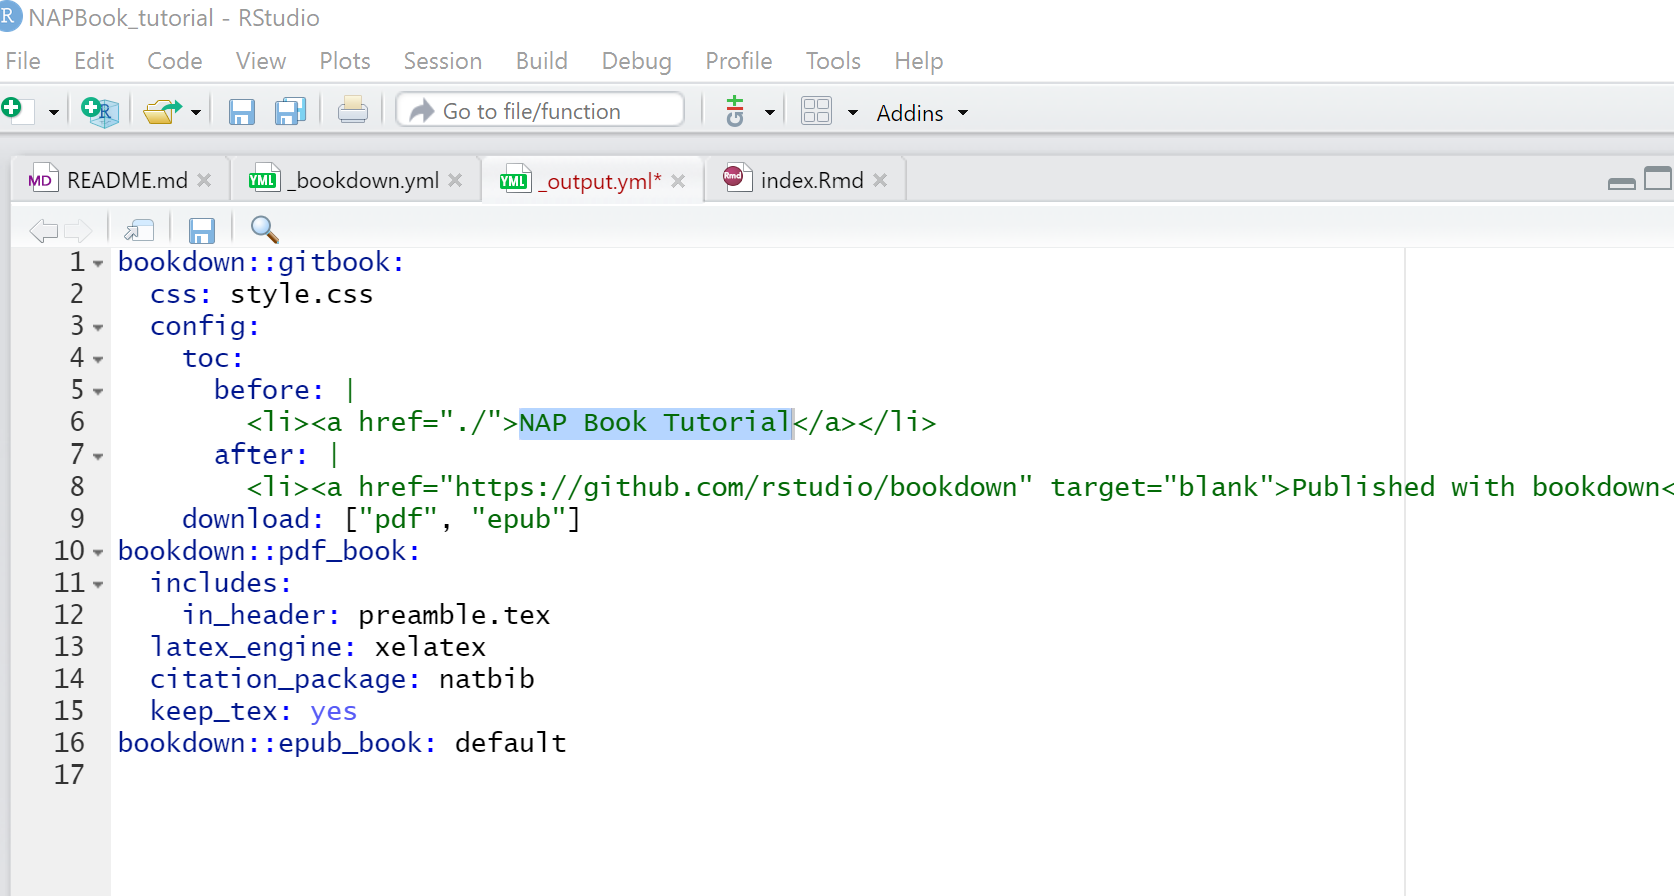 R NAPBook_tutorial - RStudio
File Edit Code View Plots Session Build Debug Profile Tools Help
R Go to file/function Addins
MD README.md YML _bookdown.yml YML _output.yml* Rmd index.Rmd
1 bookdown::gitbook:
2 css: style.css
3 config:
4 toc:
5 before: |
6 <li><a href="./">NAP Book Tutorial</a></li>
7 after: |
8 <li><a href="https://github.com/rstudio/bookdown" target="blank">Published with bookdown<
9 download: ["pdf", "epub"]
10 bookdown::pdf_book:
11 includes:
12 in_header: preamble.tex
13 latex_engine: xelatex
14 citation_package: natbib
15 keep_tex: yes
16 bookdown::epub_book: default
17